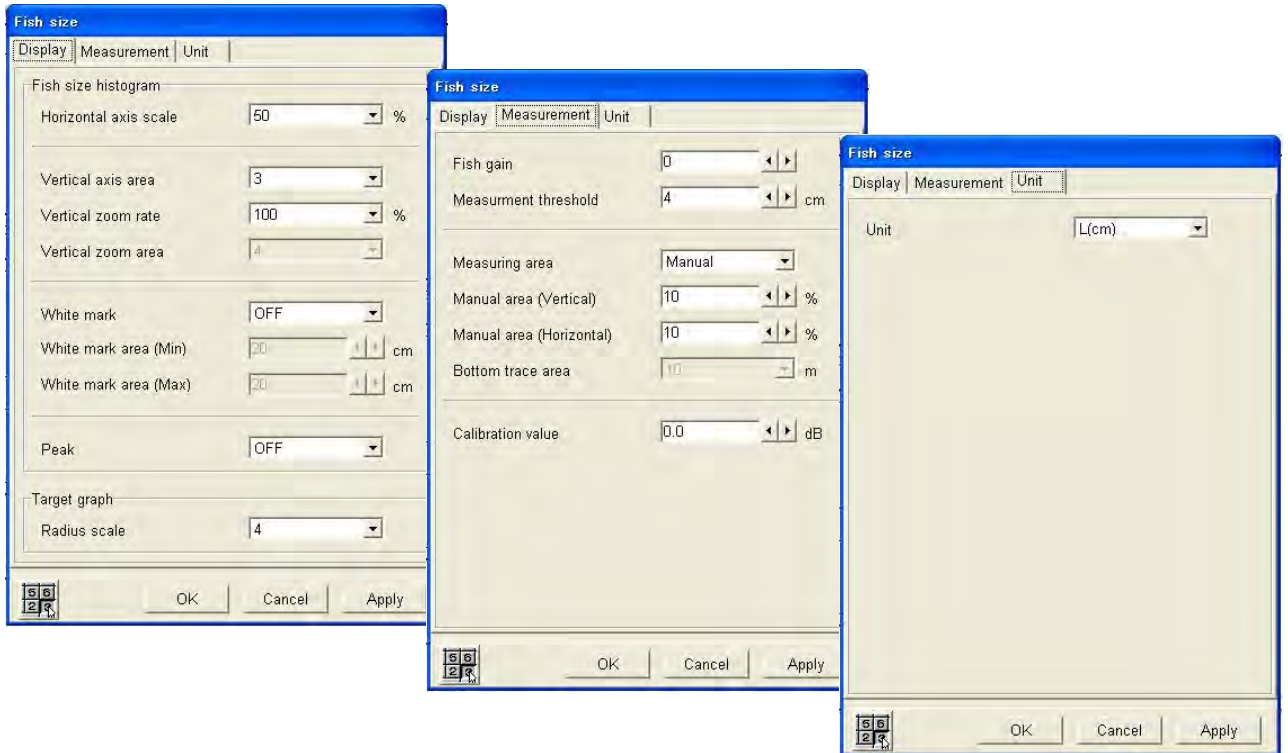 Fish size
Display Measurement Unit
Fish size histogram
Horizontal axis scale 50 %
Vertical axis area 3
Vertical zoom rate 100 %
Vertical zoom area 4
White mark OFF
White mark area (Min) 20 cm
White mark area (Max) 20 cm
Peak OFF
Target graph
Radius scale 4
OK Cancel Apply
Fish size
Display Measurement Unit
Fish gain 0
Measurment threshold 4 cm
Measuring area Manual
Manual area (Vertical) 10 %
Manual area (Horizontal) 10 %
Bottom trace area 10 m
Calibration value 0.0 dB
OK Cancel Apply
Fish size
Display Measurement Unit
Unit L(cm)
OK Cancel Apply